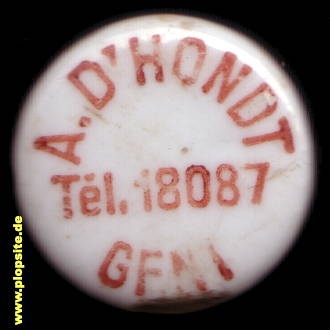 A. D'HONDT
Tél. 18087
GENT
www.plopsite.de